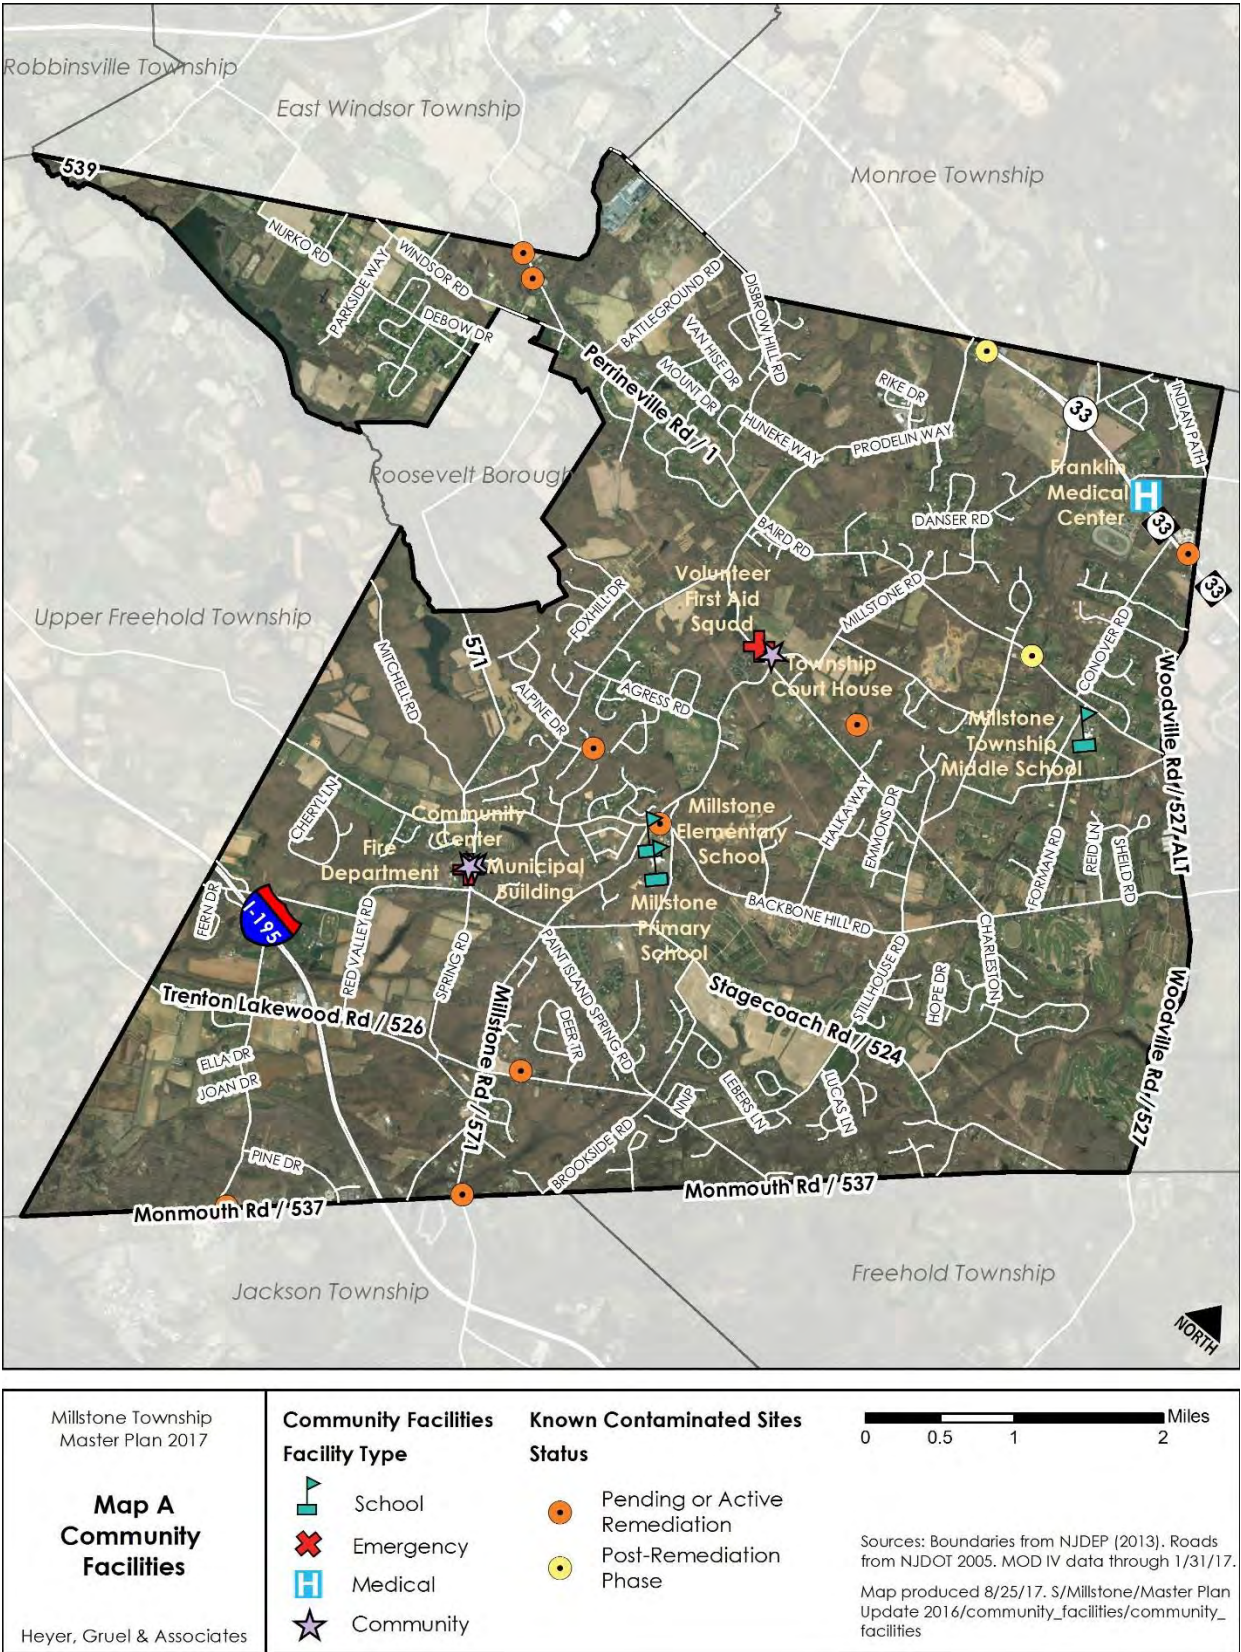 Robbinsville Township
East Windsor Township
Monroe Township
539
NURKO RD
PARKSIDE WAY
WINDSOR RD
DEBOW DR
BATTLEGROUND RD
DISBROW HILL RD
VAN HISE DR
MOUNT DR
Perrineville Rd / 1
HUNEKE WAY
RIKE DR
PRODELIN WAY
33
INDIAN PATH
Roosevelt Borough
Franklin
Medical
Center
H
33
33
DANSER RD
BAIRD RD
Volunteer
First Aid
Squad
MILLSTONE RD
FOXHILL DR
Upper Freehold Township
571
MITCHELL RD
ALPINE DR
AGRESS RD
Township
Court House
CONOVER RD
Woodville Rd / 527-ALT
Millstone
Township
Middle School
CHERYL LN
Community
Center
Fire
Department
Municipal
Building
Millstone
Elementary
School
Millstone
Primary
School
HALKA WAY
EMMONS DR
FORMAN RD
REID LN
SHEILD RD
FERN DR
I-195
RED VALLEY RD
SPRING RD
PAINT ISLAND SPRING RD
BACKBONE HILL RD
CHARLESTON
STILLHOUSE RD
HOPE DR
Trenton Lakewood Rd / 526
Millstone Rd / 571
DEER TR
Stagecoach Rd / 524
Woodville Rd / 527
ELLA DR
JOAN DR
NNP
LEBERS LN
LUCAS LN
PINE DR
BROOKSIDE RD
Monmouth Rd / 537
Monmouth Rd / 537
Jackson Township
Freehold Township
NORTH
Millstone Township
Master Plan 2017
Map A
Community
Facilities
Heyer, Gruel & Associates
Community Facilities
Facility Type
School
Emergency
H
Medical
Community
Known Contaminated Sites
Status
Pending or Active
Remediation
Post-Remediation
Phase
Miles
0 0.5 1 2
Sources: Boundaries from NJDEP (2013). Roads
from NJDOT 2005. MOD IV data through 1/31/17.
Map produced 8/25/17. S/Millstone/Master Plan
Update 2016/community_facilities/community_
facilities